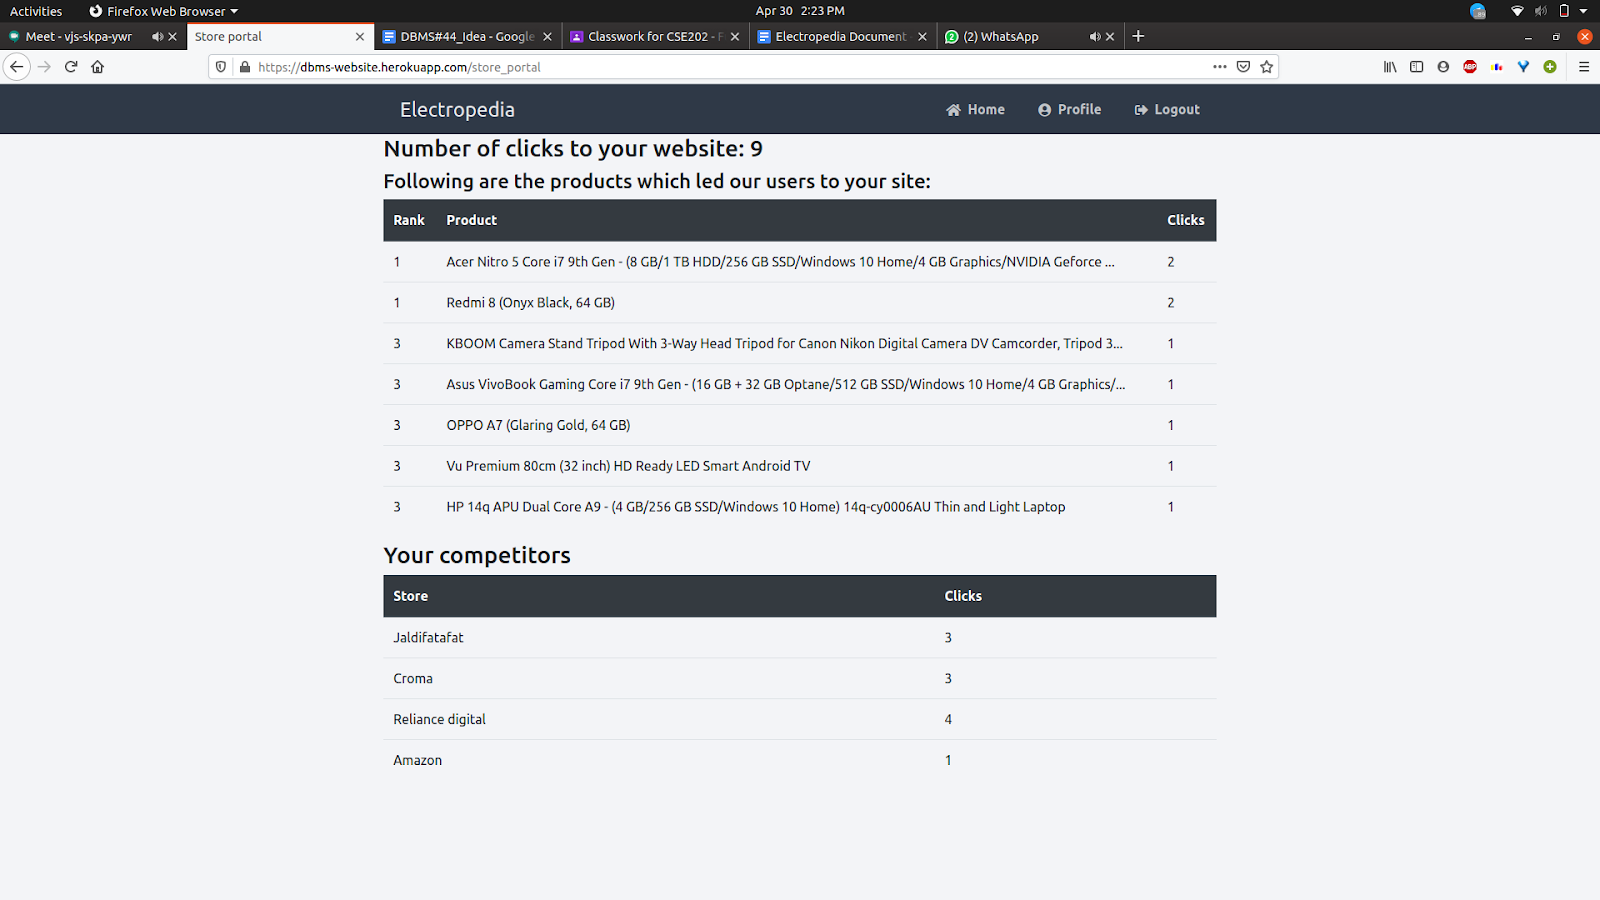 Activities Firefox Web Browser Apr 30 2:23 PM
Meet - vjs-skpa-ywr Store portal DBMS#44_Idea - Google Classwork for CSE202 - F Electropedia Document (2) WhatsApp
https://dbms-website.herokuapp.com/store_portal ABP
Electropedia Home Profile Logout
Number of clicks to your website: 9
Following are the products which led our users to your site:
Rank Product Clicks
1 Acer Nitro 5 Core i7 9th Gen - (8 GB/1 TB HDD/256 GB SSD/Windows 10 Home/4 GB Graphics/NVIDIA Geforce ... 2
1 Redmi 8 (Onyx Black, 64 GB) 2
3 KBOOM Camera Stand Tripod With 3-Way Head Tripod for Canon Nikon Digital Camera DV Camcorder, Tripod 3... 1
3 Asus VivoBook Gaming Core i7 9th Gen - (16 GB + 32 GB Optane/512 GB SSD/Windows 10 Home/4 GB Graphics/... 1
3 OPPO A7 (Glaring Gold, 64 GB) 1
3 Vu Premium 80cm (32 inch) HD Ready LED Smart Android TV 1
3 HP 14q APU Dual Core A9 - (4 GB/256 GB SSD/Windows 10 Home) 14q-cy0006AU Thin and Light Laptop 1
Your competitors
Store Clicks
Jaldifatafat 3
Croma 3
Reliance digital 4
Amazon 1